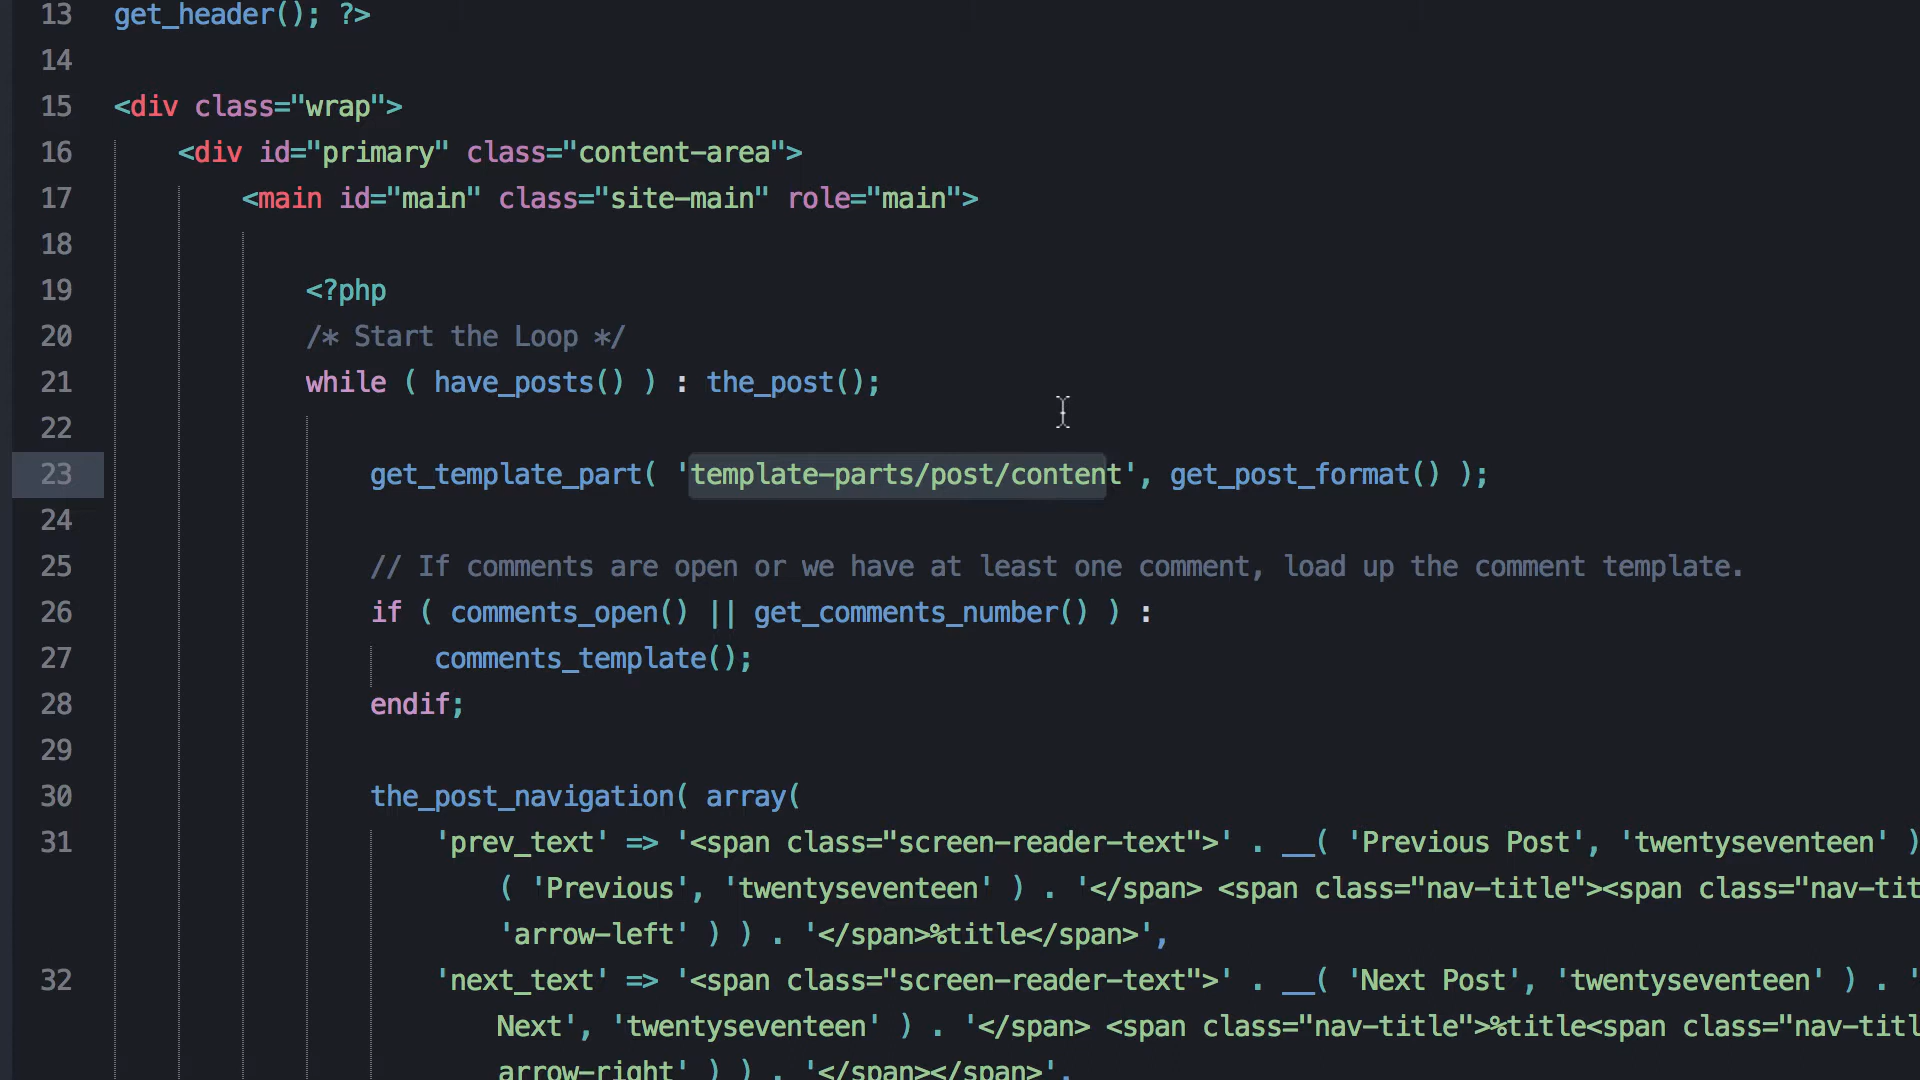 13 get_header(); ?>
14
15 <div class="wrap">
16 <div id="primary" class="content-area">
17 <main id="main" class="site-main" role="main">
18
19 <?php
20 /* Start the Loop */
21 while ( have_posts() ) : the_post();
22
23 get_template_part( 'template-parts/post/content', get_post_format() );
24
25 // If comments are open or we have at least one comment, load up the comment template.
26 if ( comments_open() || get_comments_number() ) :
27 comments_template();
28 endif;
29
30 the_post_navigation( array(
31 'prev_text' => '<span class="screen-reader-text">' . __( 'Previous Post', 'twentyseventeen' )
( 'Previous', 'twentyseventeen' ) . '</span> <span class="nav-title"><span class="nav-tit
'arrow-left' ) ) . '</span>%title</span>',
32 'next_text' => '<span class="screen-reader-text">' . __( 'Next Post', 'twentyseventeen' ) . '
Next', 'twentyseventeen' ) . '</span> <span class="nav-title">%title<span class="nav-titl
arrow-right' ) ) . '</span></span>',